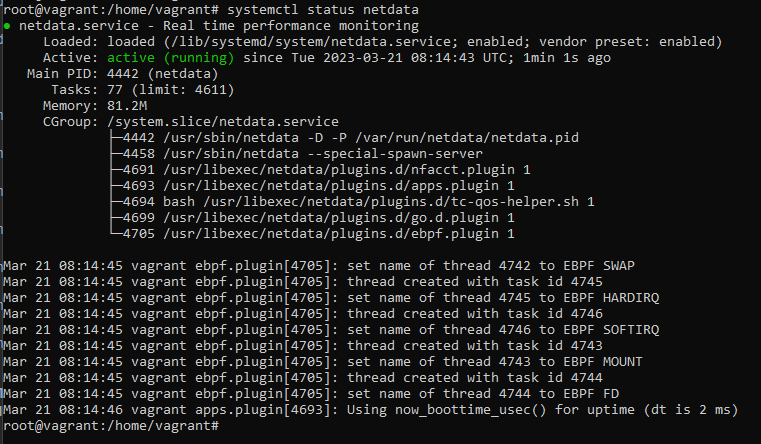 root@vagrant:/home/vagrant# systemctl status netdata
● netdata.service - Real time performance monitoring
Loaded: loaded (/lib/systemd/system/netdata.service; enabled; vendor preset: enabled)
Active: active (running) since Tue 2023-03-21 08:14:43 UTC; 1min 1s ago
Main PID: 4442 (netdata)
Tasks: 77 (limit: 4611)
Memory: 81.2M
CGroup: /system.slice/netdata.service
├─4442 /usr/sbin/netdata -D -P /var/run/netdata/netdata.pid
├─4458 /usr/sbin/netdata --special-spawn-server
├─4691 /usr/libexec/netdata/plugins.d/nfacct.plugin 1
├─4693 /usr/libexec/netdata/plugins.d/apps.plugin 1
├─4694 bash /usr/libexec/netdata/plugins.d/tc-qos-helper.sh 1
├─4699 /usr/libexec/netdata/plugins.d/go.d.plugin 1
└─4705 /usr/libexec/netdata/plugins.d/ebpf.plugin 1
Mar 21 08:14:45 vagrant ebpf.plugin[4705]: set name of thread 4742 to EBPF SWAP
Mar 21 08:14:45 vagrant ebpf.plugin[4705]: thread created with task id 4745
Mar 21 08:14:45 vagrant ebpf.plugin[4705]: set name of thread 4745 to EBPF HARDIRQ
Mar 21 08:14:45 vagrant ebpf.plugin[4705]: thread created with task id 4746
Mar 21 08:14:45 vagrant ebpf.plugin[4705]: set name of thread 4746 to EBPF SOFTIRQ
Mar 21 08:14:45 vagrant ebpf.plugin[4705]: thread created with task id 4743
Mar 21 08:14:45 vagrant ebpf.plugin[4705]: set name of thread 4743 to EBPF MOUNT
Mar 21 08:14:45 vagrant ebpf.plugin[4705]: thread created with task id 4744
Mar 21 08:14:45 vagrant ebpf.plugin[4705]: set name of thread 4744 to EBPF FD
Mar 21 08:14:46 vagrant apps.plugin[4693]: Using now_boottime_usec() for uptime (dt is 2 ms)
root@vagrant:/home/vagrant#